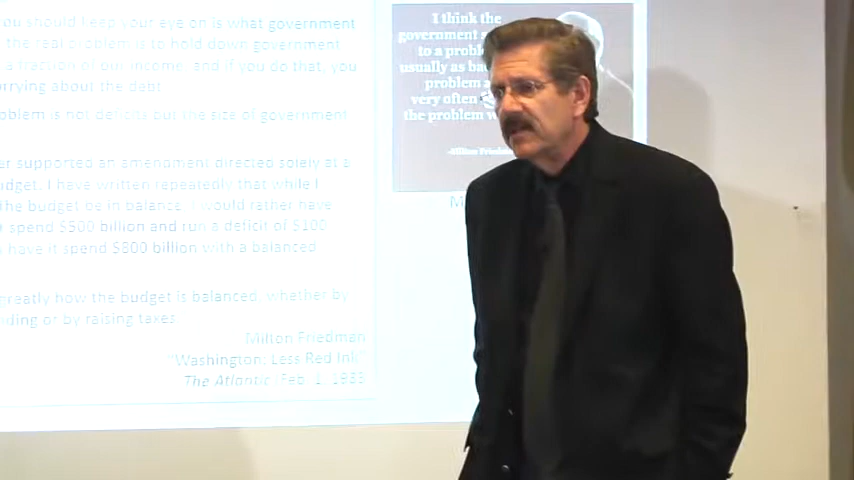 you should keep your eye on is what government
the real problem is to hold down government
a fraction of our income, and if you do that, you
rrying about the debt.
oblem is not deficits but the size of government
er supported an amendment directed solely at a
udget. I have written repeatedly that while I
the budget be in balance, I would rather have
spend $500 billion and run a deficit of $100
have it spend $800 billion with a balanced
greatly how the budget is balanced, whether by
ding or by raising taxes
Milton Friedman
"Washington: Less Red Ink"
The Atlantic (Feb. 1, 1983
I think the
government s
to a probl
usually as ba
problem a
very often
the problem w
-Milton Friedm
M